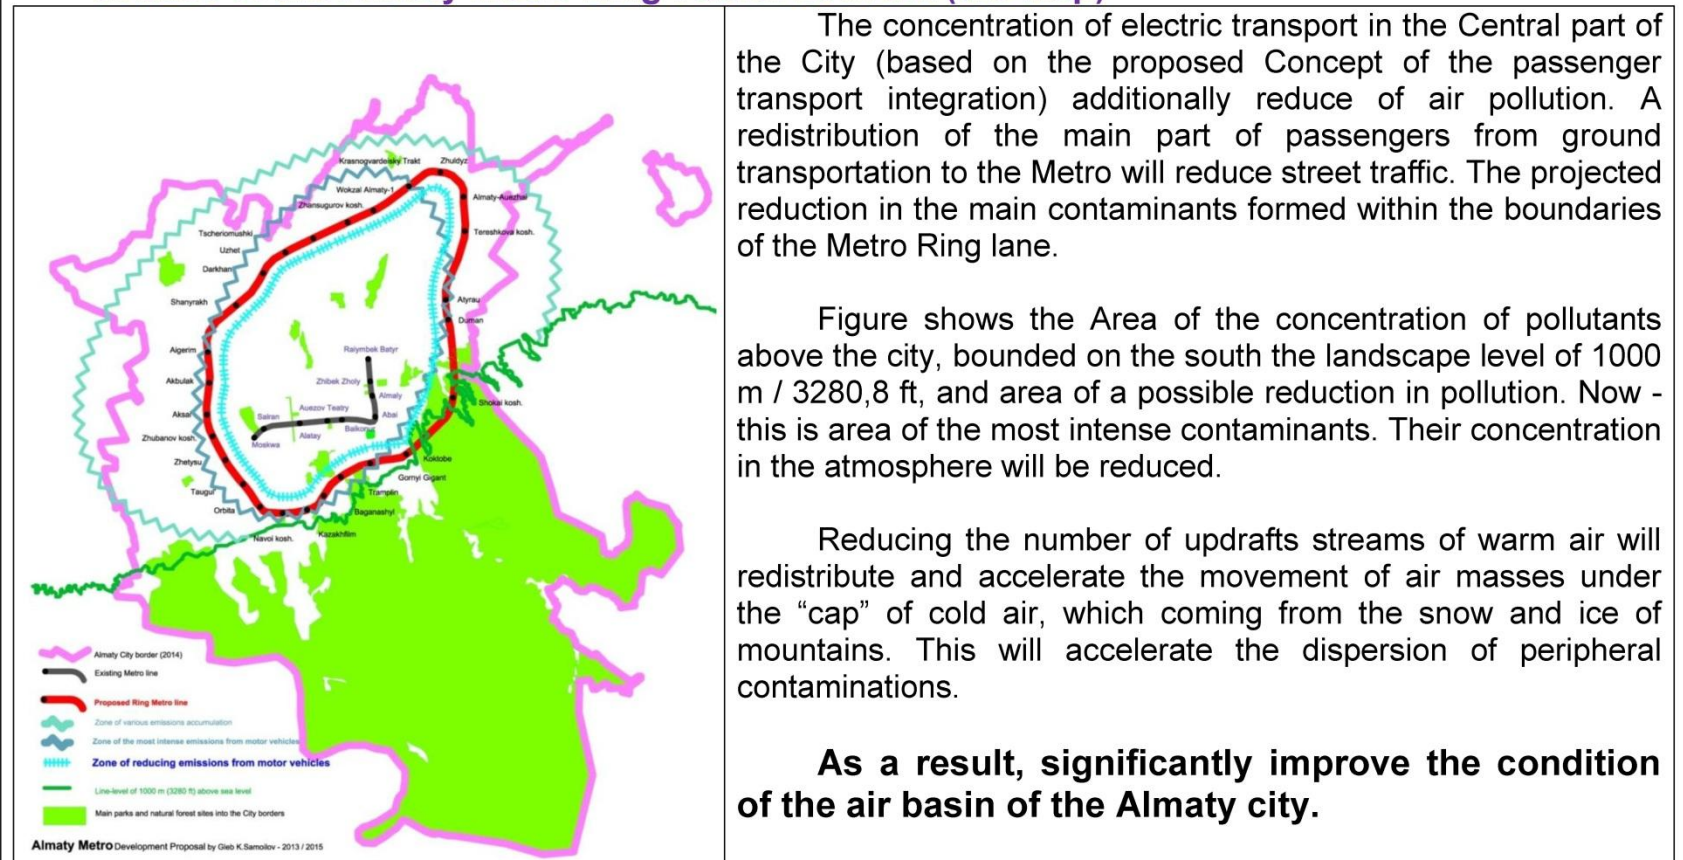 The concentration of electric transport in the Central part of
the City (based on the proposed Concept of the passenger
transport integration) additionally reduce of air pollution. A
redistribution of the main part of passengers from ground
transportation to the Metro will reduce street traffic. The projected
reduction in the main contaminants formed within the boundaries
of the Metro Ring lane.
Figure shows the Area of the concentration of pollutants
above the city, bounded on the south the landscape level of 1000
m / 3280,8 ft, and area of a possible reduction in pollution. Now -
this is area of the most intense contaminants. Their concentration
in the atmosphere will be reduced.
Reducing the number of updrafts streams of warm air will
redistribute and accelerate the movement of air masses under
the “cap” of cold air, which coming from the snow and ice of
mountains. This will accelerate the dispersion of peripheral
contaminations.
As a result, significantly improve the condition
of the air basin of the Almaty city.
Krasnogvardeisky Trakt
Zhuldyz
Wokzal Almaty-1
Zhansugurov kosh.
Almaty-Auezhai
Tereshkova kosh.
Tscheriomushki
Uzhet
Darkhan
Shanyrakh
Atyrau
Duman
Aigerim
Raiymbek Batyr
Akbulak
Zhibek Zholy
Almaly
Aksai
Sairan
Auezov Teatry
Abai
Shokai kosh.
Zhubanov kosh.
Moskwa
Alatay
Baikonur
Zhetysu
Koktobe
Gornyi Gigant
Taugul
Tramplin
Orbita
Baganashyl
Navoi kosh.
Kazakhfilm
Almaty City border (2014)
Existing Metro line
Proposed Ring Metro line
Zone of various emissions accumulation
Zone of the most intense emissions from motor vehicles
Zone of reducing emissions from motor vehicles
Line-level of 1000 m (3280 ft) above sea level
Main parks and natural forest sites into the City borders
Almaty Metro Development Proposal by Gleb K.Samoilov - 2013 / 2015